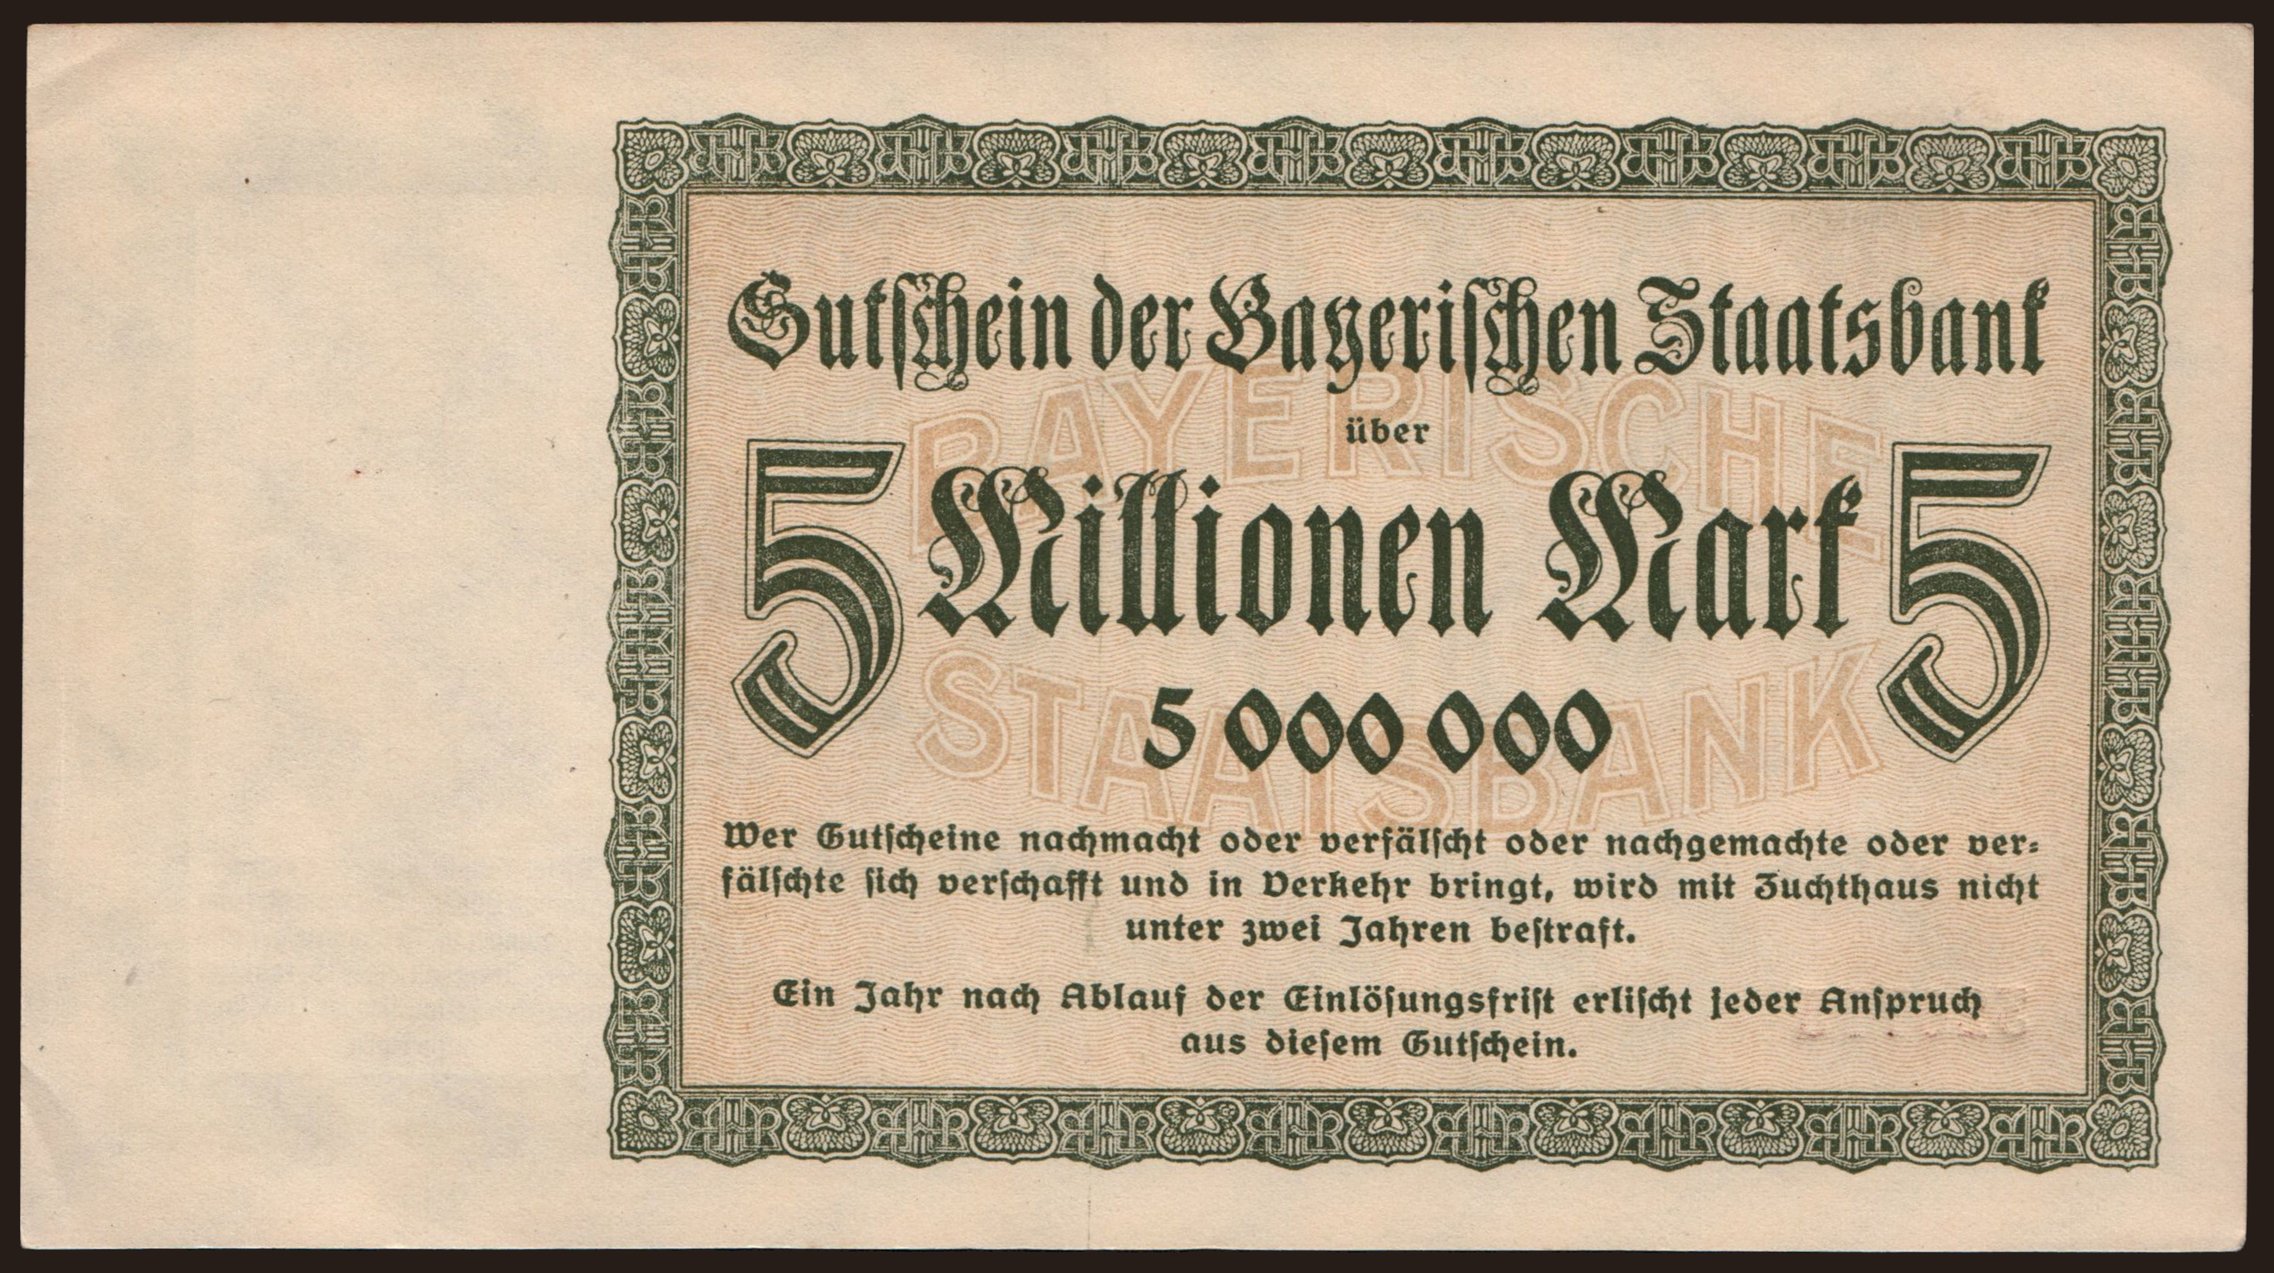 Gutschein der Bayerischen Staatsbank
über
5 Millionen Mark 5
5 000 000
BAYERISCHE
STAATSBANK
Wer Gutscheine nachmacht oder verfälscht oder nachgemachte oder ver=
fälschte sich verschafft und in Verkehr bringt, wird mit Zuchthaus nicht
unter zwei Jahren bestraft.
Ein Jahr nach Ablauf der Einlösungsfrist erlischt jeder Anspruch
aus diesem Gutschein.